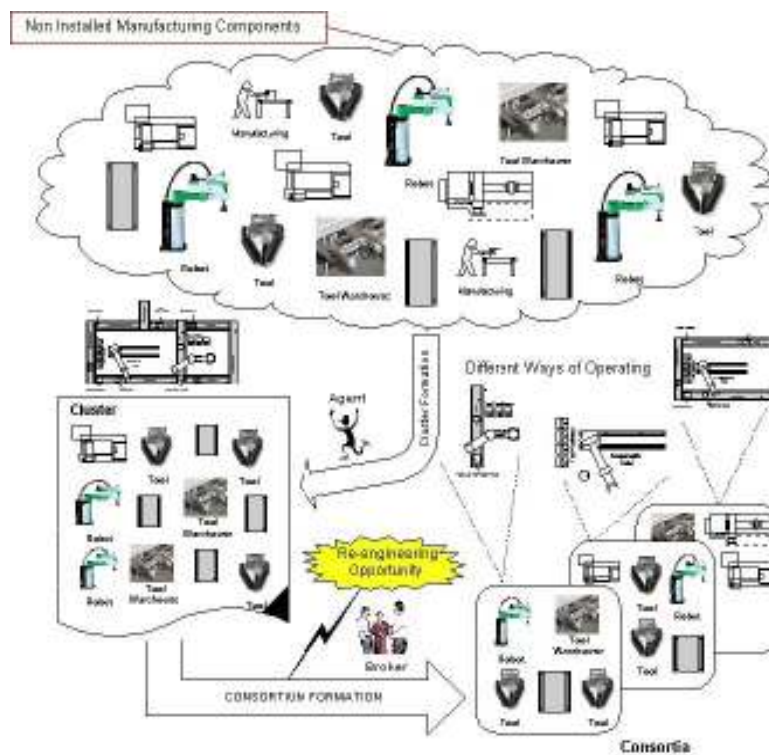 Non Installed Manufacturing Components
Manufacturing
Tool
Robot
Tool Warehouse
Tool
Robot
Tool
Tool Warehouse
Manufacturing
Robot
Cluster Formation
Different Ways of Operating
Agent
Cluster
Tool
Tool
Robot
Tool
Warehouse
Robot
Tool
Warehouse
Tool
Re-engineering
Opportunity
Broker
CONSORTIUN FORMATION
Robot
Tool
Warehouse
Tool
Tool
Tool
Robot
Tool
Consortia